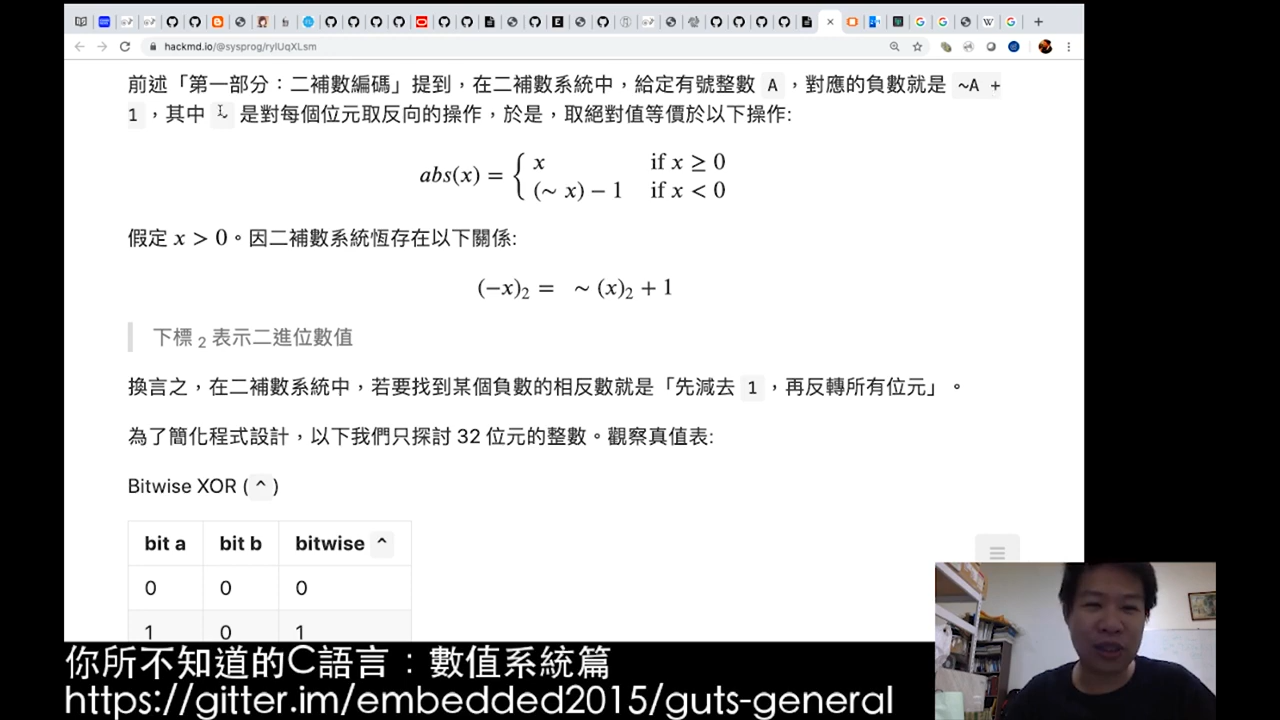 hackmd.io/@sysprog/rylUqXLsm
前述「第一部分：二補數編碼」提到，在二補數系統中，給定有號整數 A ，對應的負數就是 ~A +
1 ，其中 ~ 是對每個位元取反向的操作，於是，取絕對值等價於以下操作:
abs(x) = { x if x ≥ 0
(∼ x) − 1 if x < 0
假定 x > 0。因二補數系統恆存在以下關係:
(−x)₂ = ∼ (x)₂ + 1
下標 ₂ 表示二進位數值
換言之，在二補數系統中，若要找到某個負數的相反數就是「先減去 1 ，再反轉所有位元」。
為了簡化程式設計，以下我們只探討 32 位元的整數。觀察真值表:
Bitwise XOR ( ^ )
bit a bit b bitwise ^
0 0 0
1 0 1
你所不知道的C語言：數值系統篇
https://gitter.im/embedded2015/guts-general